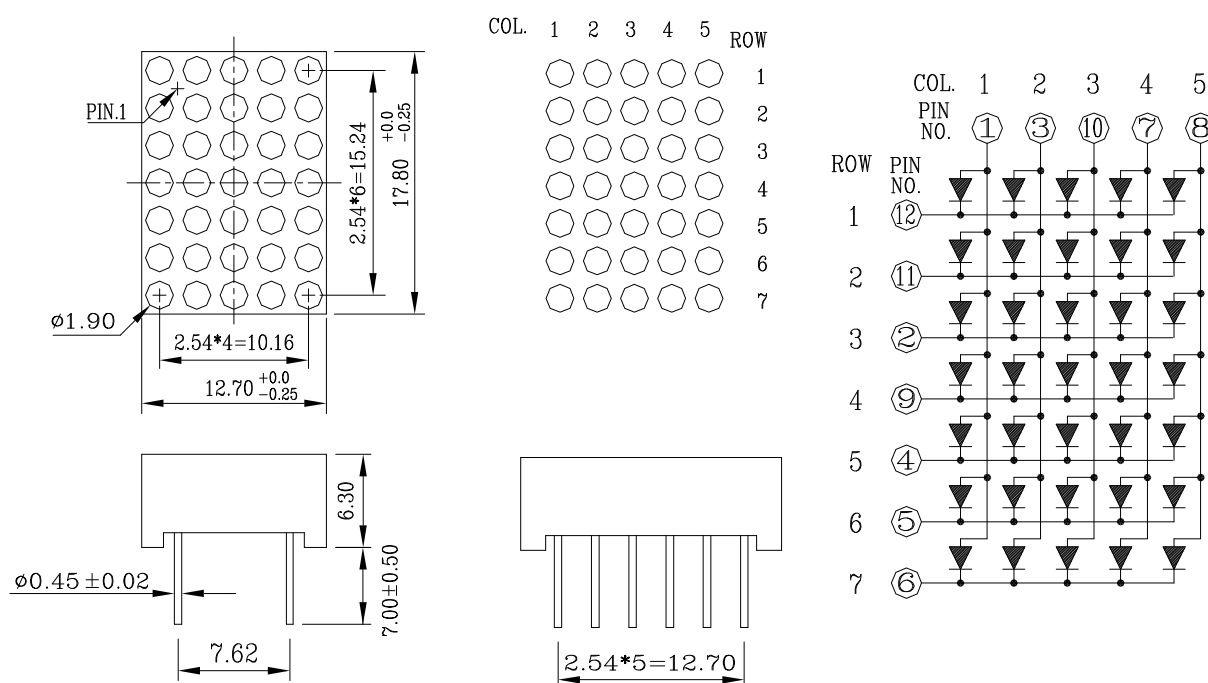 PIN.1
2.54*6=15.24
17.80 +0.0 -0.25
ø1.90
2.54*4=10.16
12.70 +0.0 -0.25
COL. 1 2 3 4 5
ROW
1
2
3
4
5
6
7
COL. 1 2 3 4 5
PIN NO. 1 3 10 7 8
ROW PIN NO.
1 12
2 11
3 2
4 9
5 4
6 5
7 6
6.30
7.00±0.50
ø0.45±0.02
7.62
2.54*5=12.70